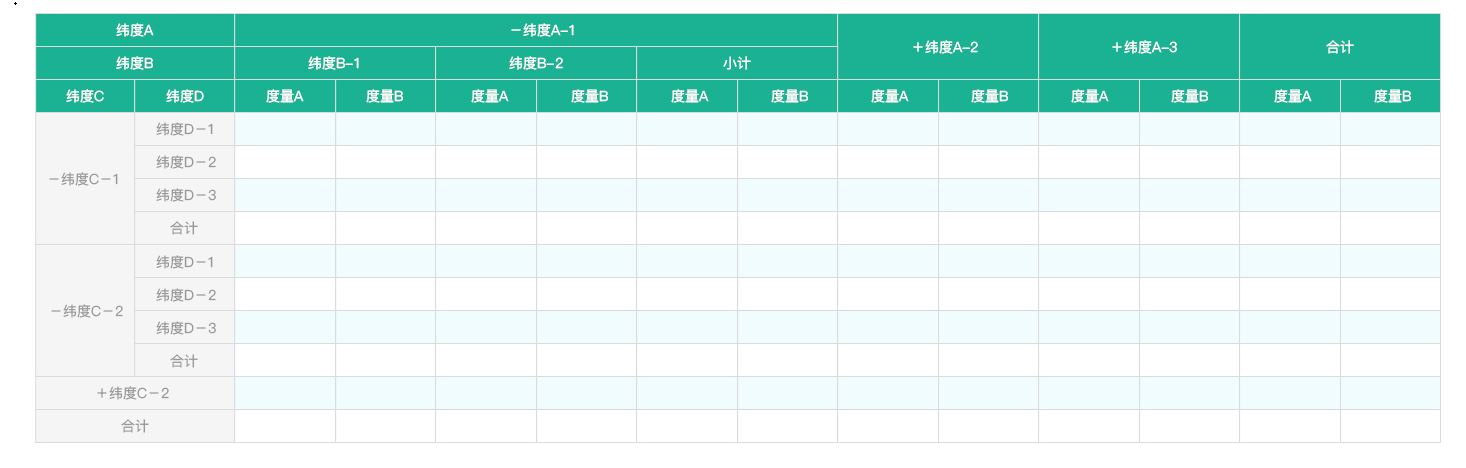 纬度A －纬度A-1 ＋纬度A-2 ＋纬度A-3 合计
纬度B 纬度B-1 纬度B-2 小计
纬度C 纬度D 度量A 度量B 度量A 度量B 度量A 度量B 度量A 度量B 度量A 度量B 度量A 度量B
－纬度C－1 纬度D－1
纬度D－2
纬度D－3
合计
－纬度C－2 纬度D－1
纬度D－2
纬度D－3
合计
＋纬度C－2
合计